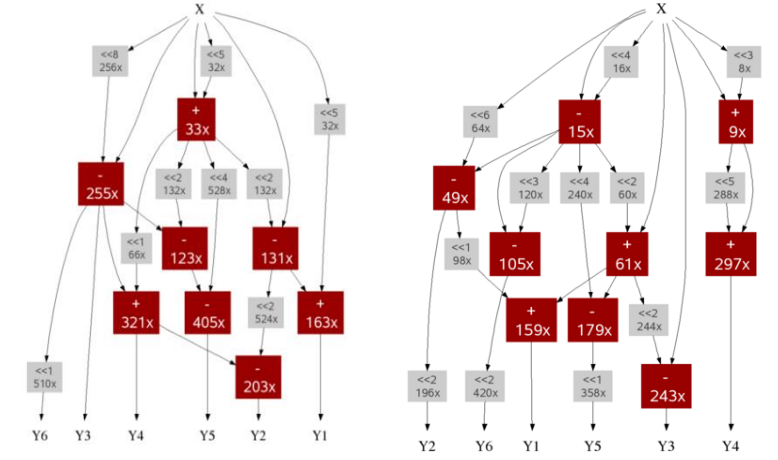 X
<<8
256x
<<5
32x
+
33x
<<5
32x
-
255x
<<2
132x
<<4
528x
<<2
132x
<<1
66x
-
123x
-
131x
+
321x
-
405x
<<2
524x
+
163x
<<1
510x
-
203x
Y6 Y3 Y4 Y5 Y2 Y1
X
<<4
16x
<<3
8x
<<6
64x
-
15x
+
9x
-
49x
<<3
120x
<<4
240x
<<2
60x
<<5
288x
<<1
98x
-
105x
+
61x
+
297x
+
159x
-
179x
<<2
244x
<<2
196x
<<2
420x
<<1
358x
-
243x
Y2 Y6 Y1 Y5 Y3 Y4